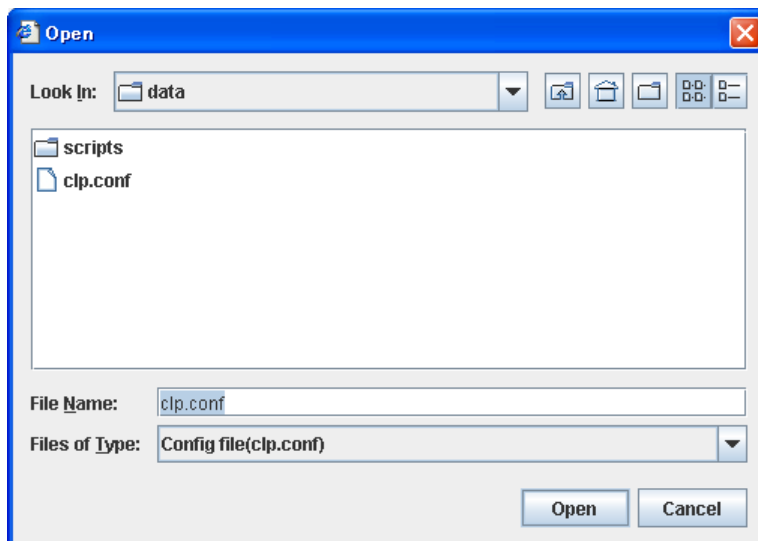 Open
Look In: data
scripts
clp.conf
File Name: clp.conf
Files of Type: Config file(clp.conf)
Open Cancel